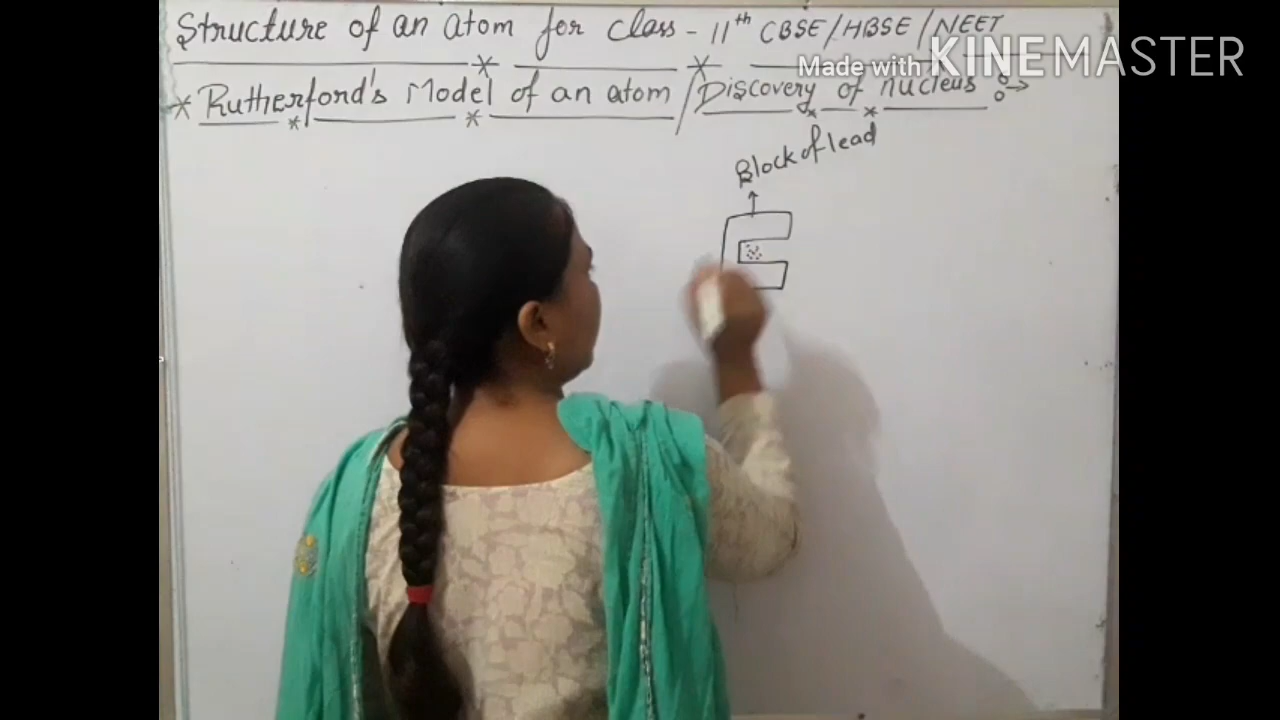 Structure of an atom for class - 11th CBSE/HBSE/NEET
Made with KINEMASTER
* Rutherford's Model of an atom / Discovery of nucleus :→
Block of lead